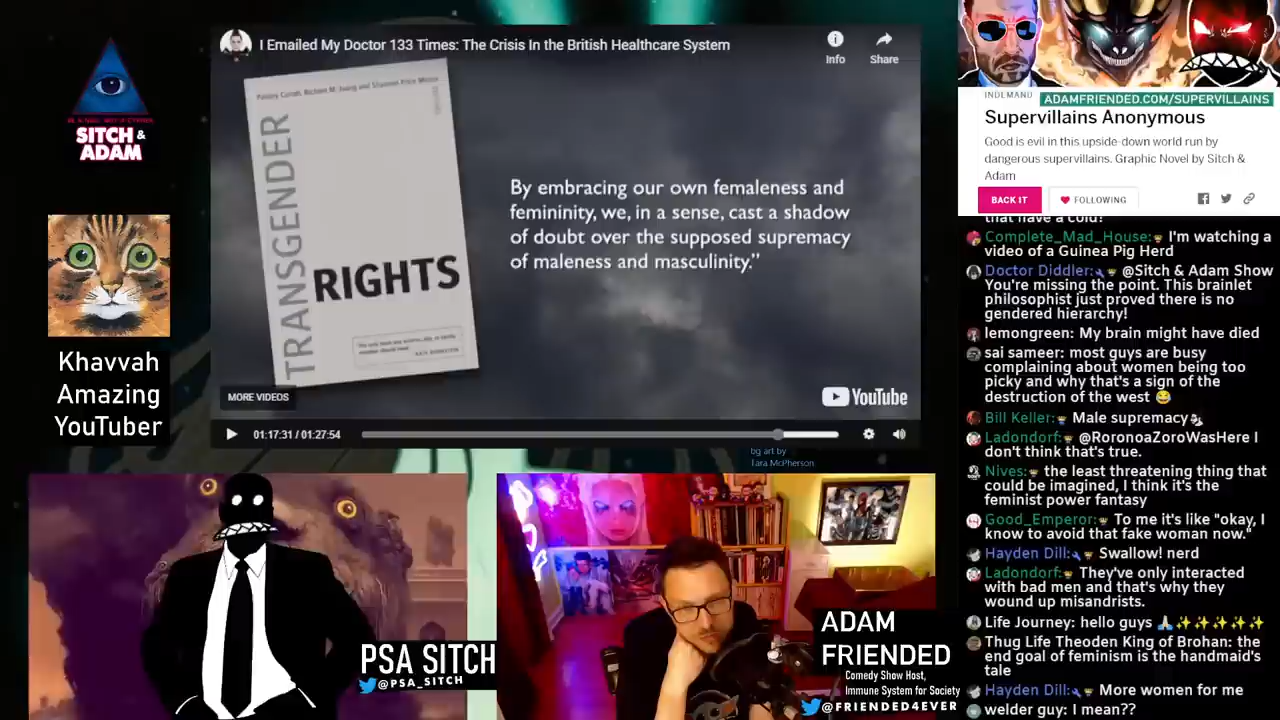 I Emailed My Doctor 133 Times: The Crisis In the British Healthcare System
Info
Share
Paisley Currah, Richard M. Juang and Shannon Price Minter
TRANSGENDER
RIGHTS
By embracing our own femaleness and
femininity, we, in a sense, cast a shadow
of doubt over the supposed supremacy
of maleness and masculinity.”
MORE VIDEOS
YouTube
01:17:31 / 01:27:54
bg art by
Tara McPherson
SITCH &
ADAM
Khavvah
Amazing
YouTuber
PSA SITCH
@PSA_SITCH
ADAM
FRIENDED
Comedy Show Host,
Immune System for Society
@FRIENDED4EVER
INDEMAND
ADAMFRIENDED.COM/SUPERVILLAINS
Supervillains Anonymous
Good is evil in this upside-down world run by
dangerous supervillains. Graphic Novel by Sitch &
Adam
BACK IT
FOLLOWING
that have a cold?
Complete_Mad_House: I'm watching a
video of a Guinea Pig Herd
Doctor Diddler: @Sitch & Adam Show
You're missing the point. This brainlet
philosophist just proved there is no
gendered hierarchy!
lemongreen: My brain might have died
sai sameer: most guys are busy
complaining about women being too
picky and why that's a sign of the
destruction of the west 😂
Bill Keller: Male supremacy
Ladondorf: @RoronoaZoroWasHere I
don't think that's true.
Nives: the least threatening thing that
could be imagined, I think it's the
feminist power fantasy
Good_Emperor: To me it's like "okay, I
know to avoid that fake woman now."
Hayden Dill: Swallow! nerd
Ladondorf: They've only interacted
with bad men and that's why they
wound up misandrists.
Life Journey: hello guys 🙏✨✨✨✨✨
Thug Life Theoden King of Brohan: the
end goal of feminism is the handmaid's
tale
Hayden Dill: More women for me
welder guy: I mean??